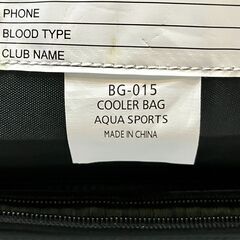 PHONE
BLOOD TYPE
CLUB NAME
BG-015
COOLER BAG
AQUA SPORTS
MADE IN CHINA